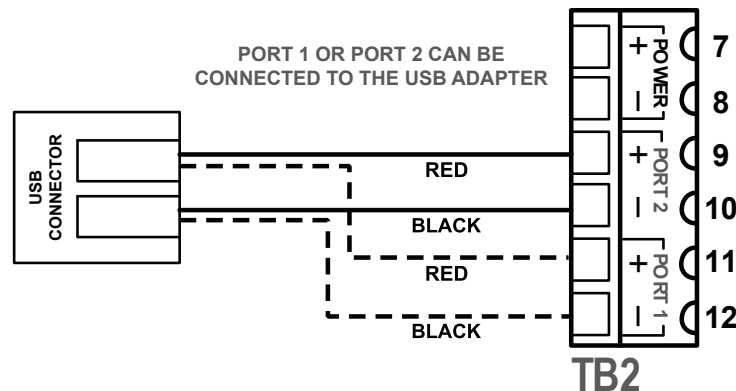 PORT 1 OR PORT 2 CAN BE
CONNECTED TO THE USB ADAPTER
USB
CONNECTOR
RED
BLACK
RED
BLACK
+
–
POWER
+
–
PORT 2
+
–
PORT 1
7
8
9
10
11
12
TB2